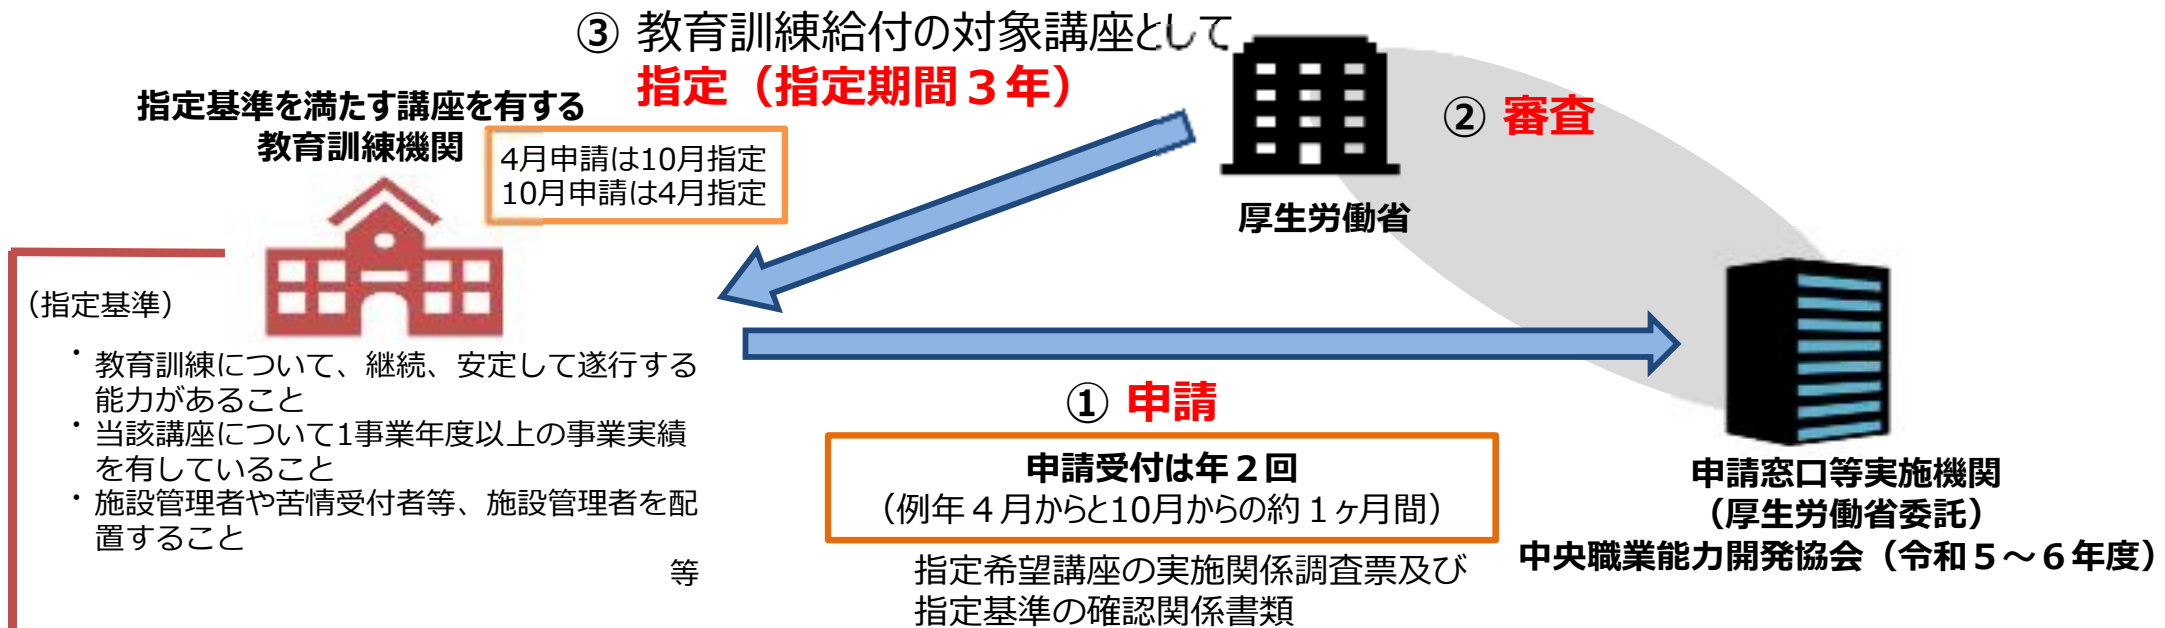 ③ 教育訓練給付の対象講座として
指定（指定期間３年）
指定基準を満たす講座を有する
教育訓練機関
4月申請は10月指定
10月申請は4月指定
② 審査
厚生労働省
（指定基準）
・教育訓練について、継続、安定して遂行する
能力があること
・当該講座について1事業年度以上の事業実績
を有していること
・施設管理者や苦情受付者等、施設管理者を配
置すること
等
① 申請
申請受付は年２回
（例年４月からと10月からの約１ヶ月間）
指定希望講座の実施関係調査票及び
指定基準の確認関係書類
申請窓口等実施機関
（厚生労働省委託）
中央職業能力開発協会（令和５～６年度）